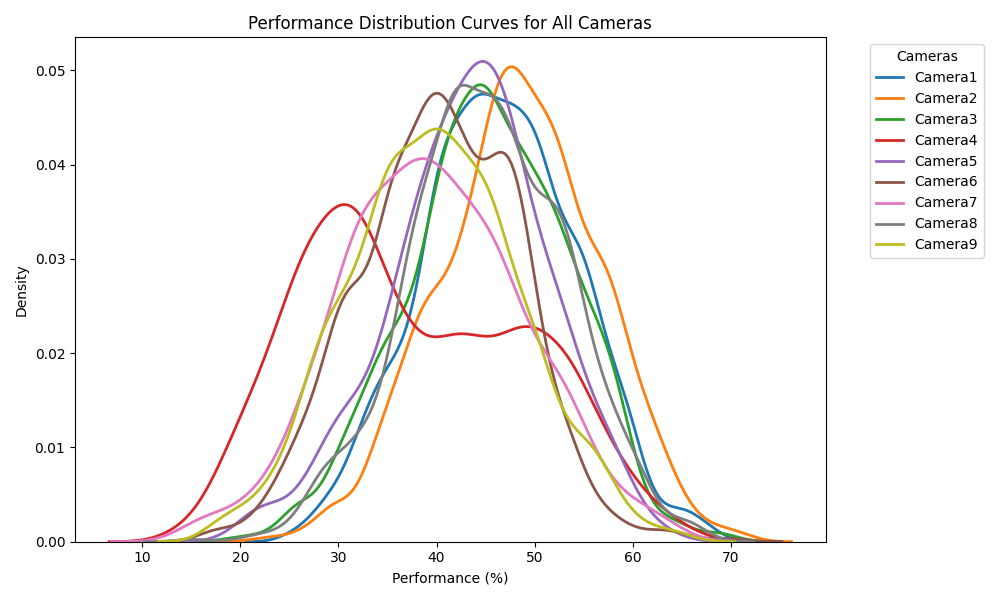 Performance Distribution Curves for All Cameras
Density
0.05
0.04
0.03
0.02
0.01
0.00
10 20 30 40 50 60 70
Performance (%)
Cameras
Camera1
Camera2
Camera3
Camera4
Camera5
Camera6
Camera7
Camera8
Camera9